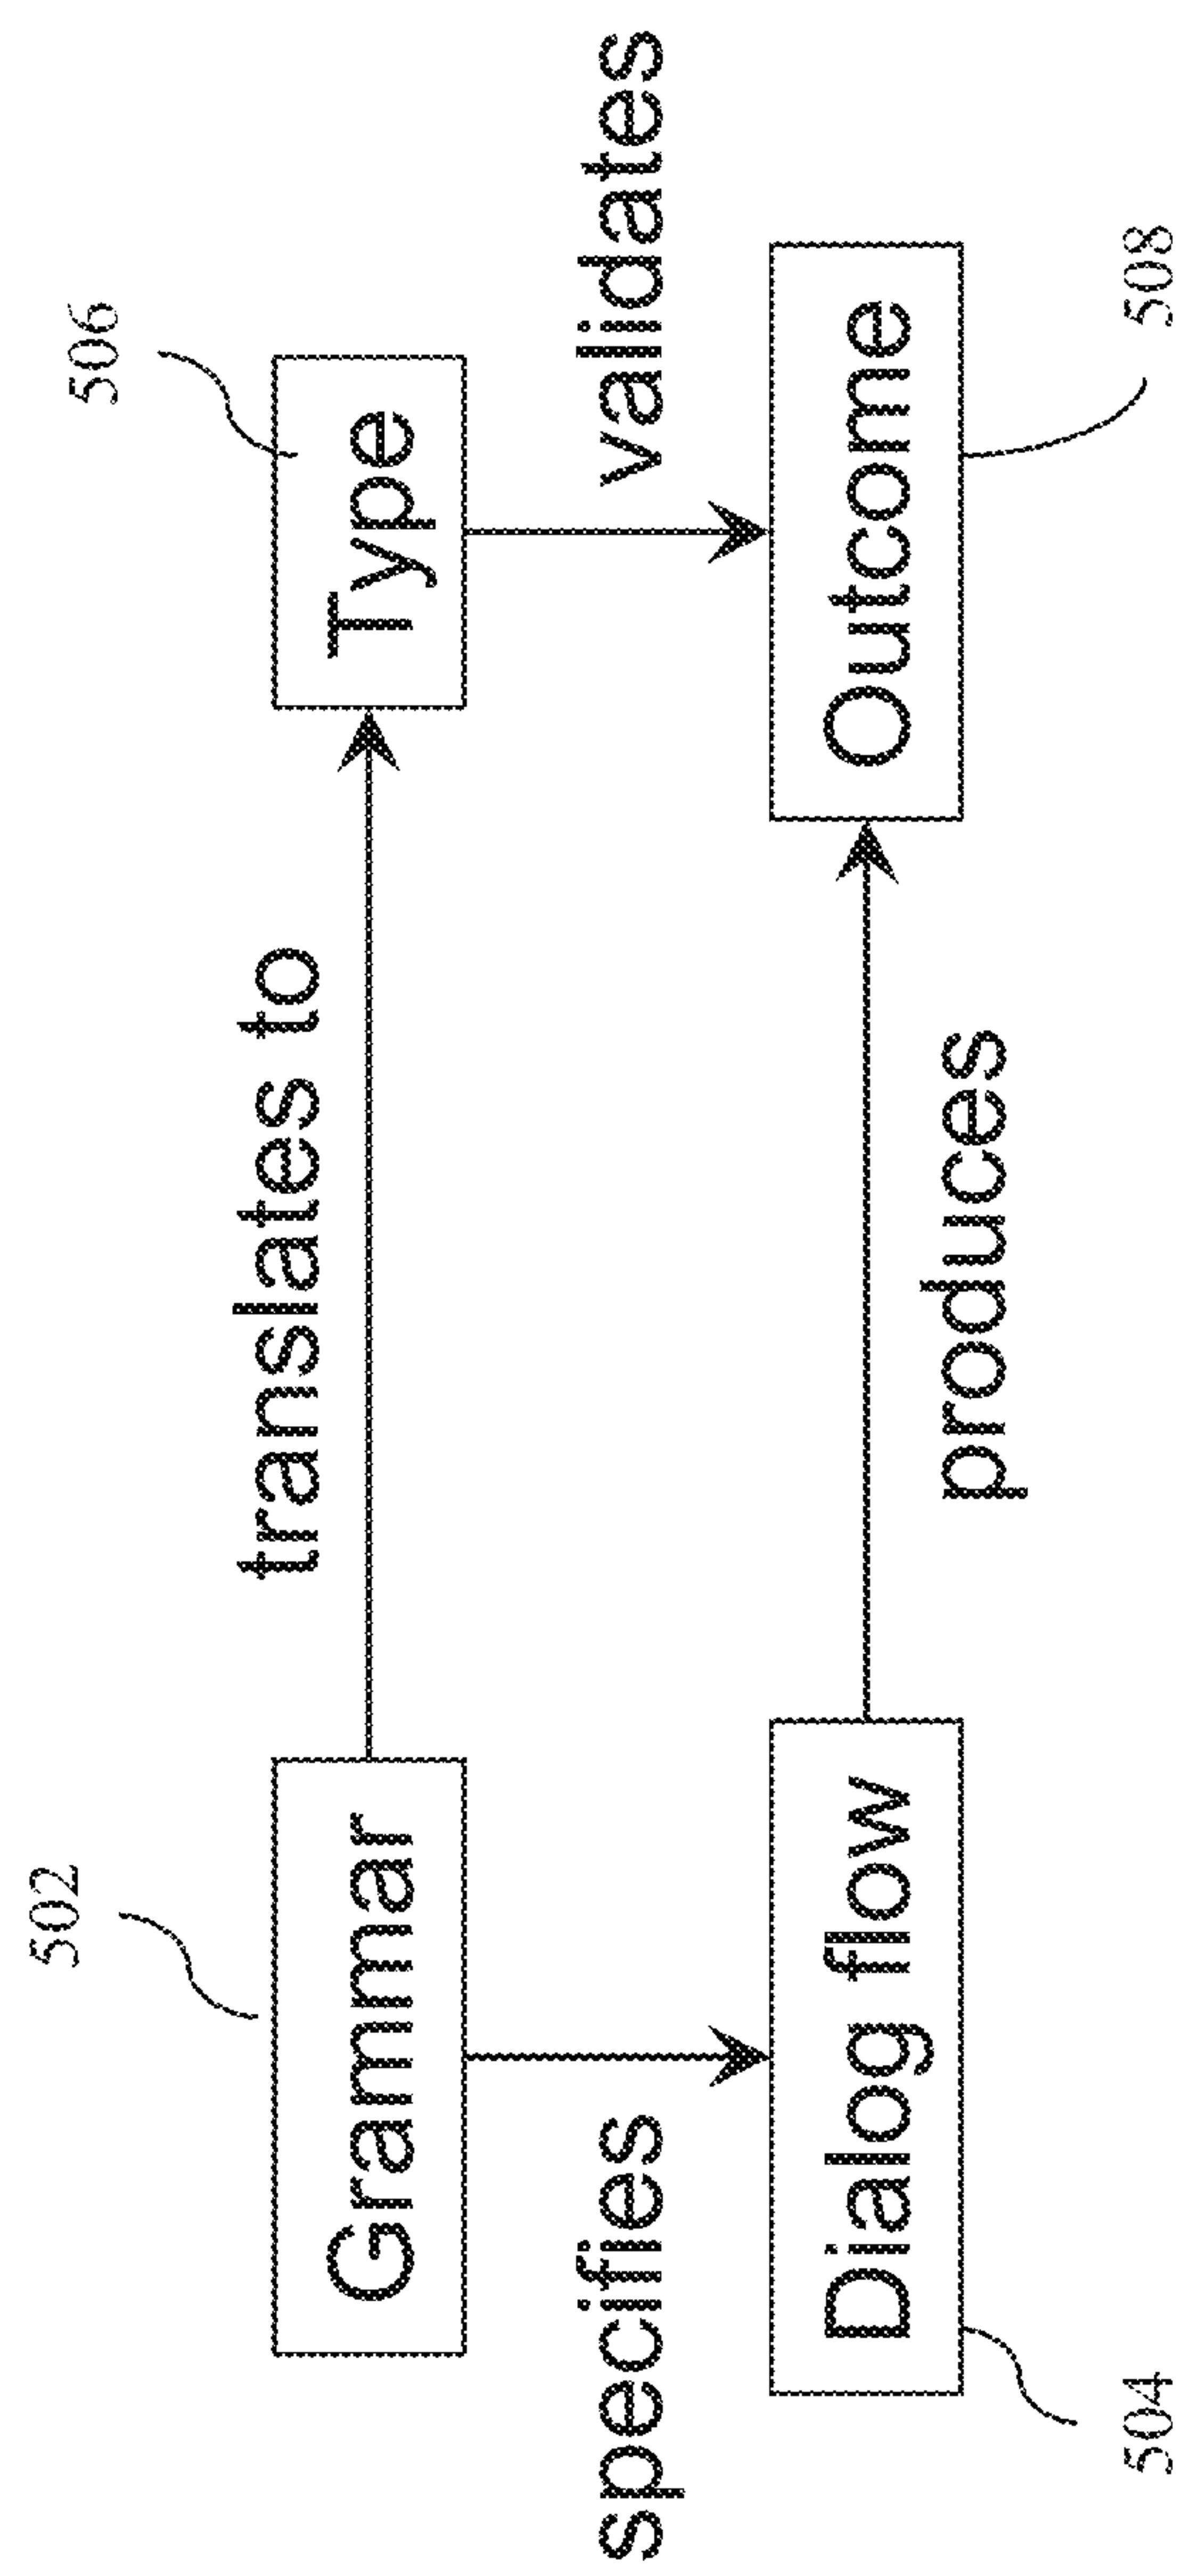 502
506
translates to
Grammar
Type
specifies
validates
Dialog flow
Outcome
produces
504
508